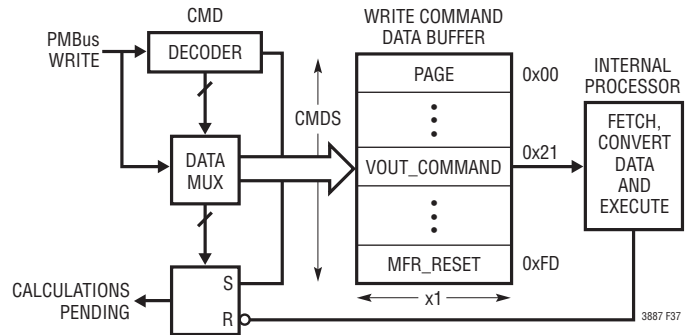 CMD
PMBus
WRITE
DECODER
DATA
MUX
S
R
CALCULATIONS
PENDING
CMDS
WRITE COMMAND
DATA BUFFER
PAGE
0x00
VOUT_COMMAND
0x21
MFR_RESET
0xFD
x1
INTERNAL
PROCESSOR
FETCH,
CONVERT
DATA
AND
EXECUTE
3887 F37